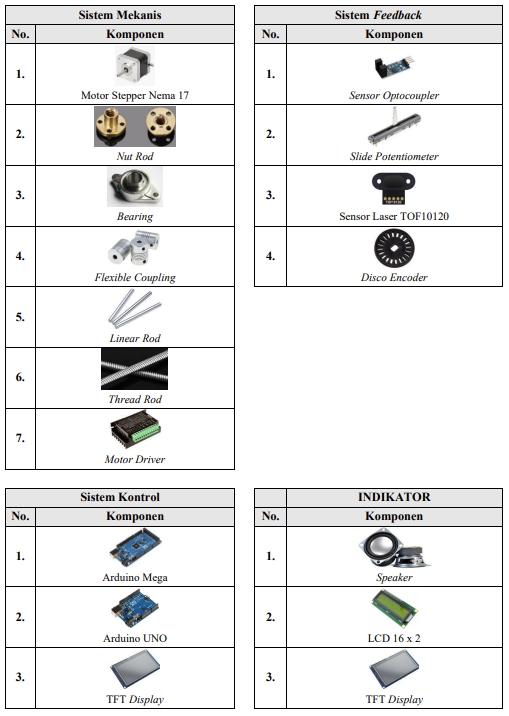 Sistem Mekanis
No. Komponen
1.
Motor Stepper Nema 17
2.
Nut Rod
3.
Bearing
4.
Flexible Coupling
5.
Linear Rod
6.
Thread Rod
7.
Motor Driver
Sistem Feedback
No. Komponen
1.
Sensor Optocoupler
2.
Slide Potentiometer
3.
TOF10120
Sensor Laser TOF10120
4.
Disco Encoder
Sistem Kontrol
No. Komponen
1.
Arduino Mega
2.
Arduino UNO
3.
TFT Display
INDIKATOR
No. Komponen
1.
Speaker
2.
LCD 16 x 2
3.
TFT Display